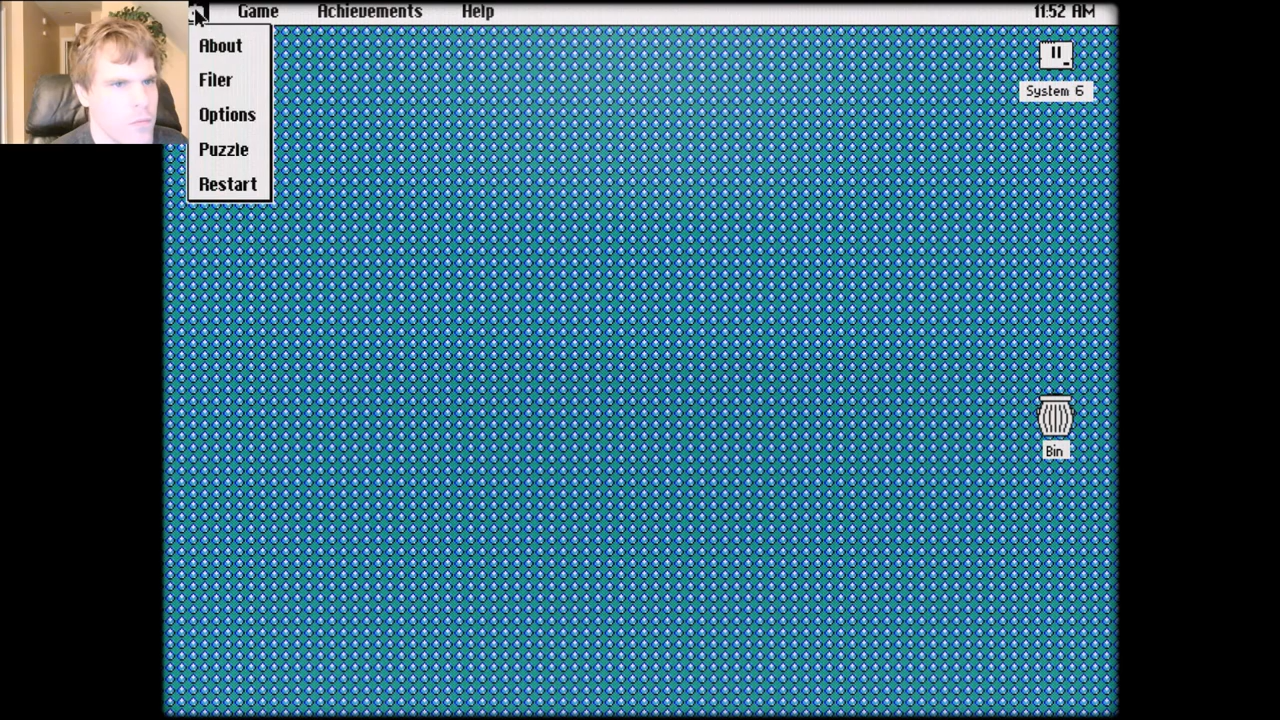 Game Achievements Help 11:52 AM
About
Filer
Options
Puzzle
Restart
System 6
Bin